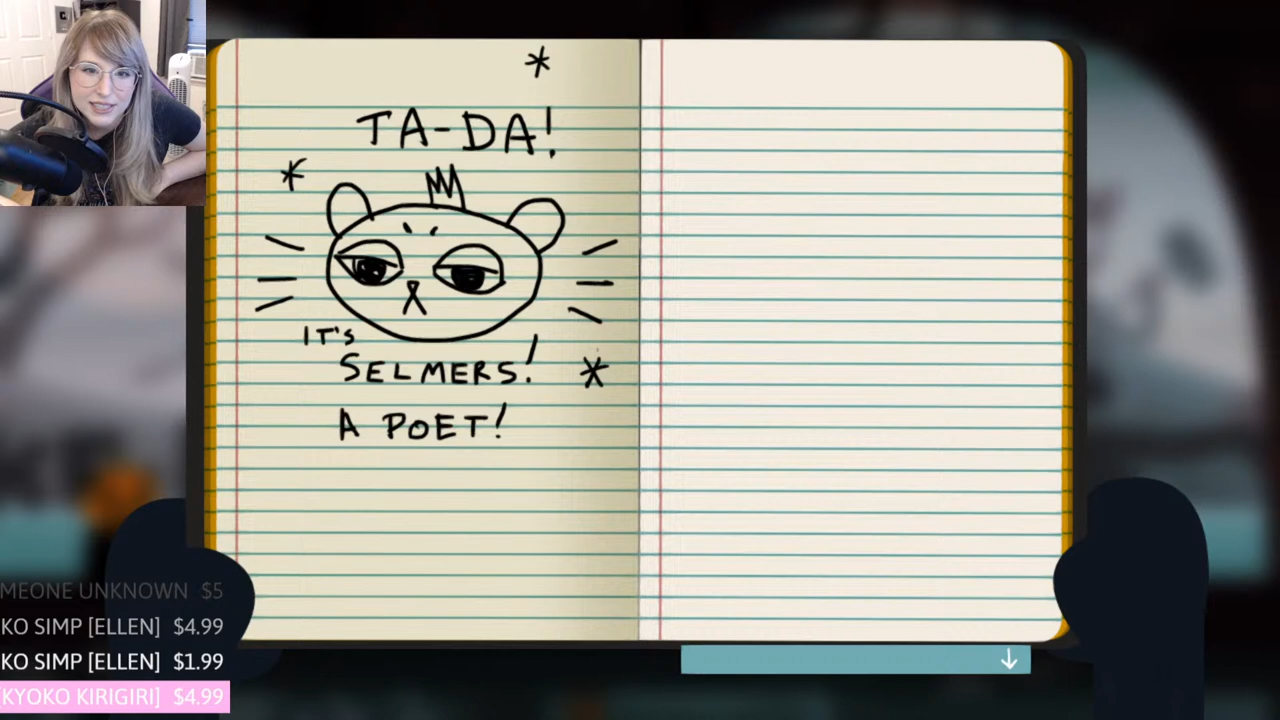 TA-DA!
IT'S
SELMERS!
A POET!
MEONE UNKNOWN $5
KO SIMP [ELLEN] $4.99
KO SIMP [ELLEN] $1.99
[KYOKO KIRIGIRI] $4.99